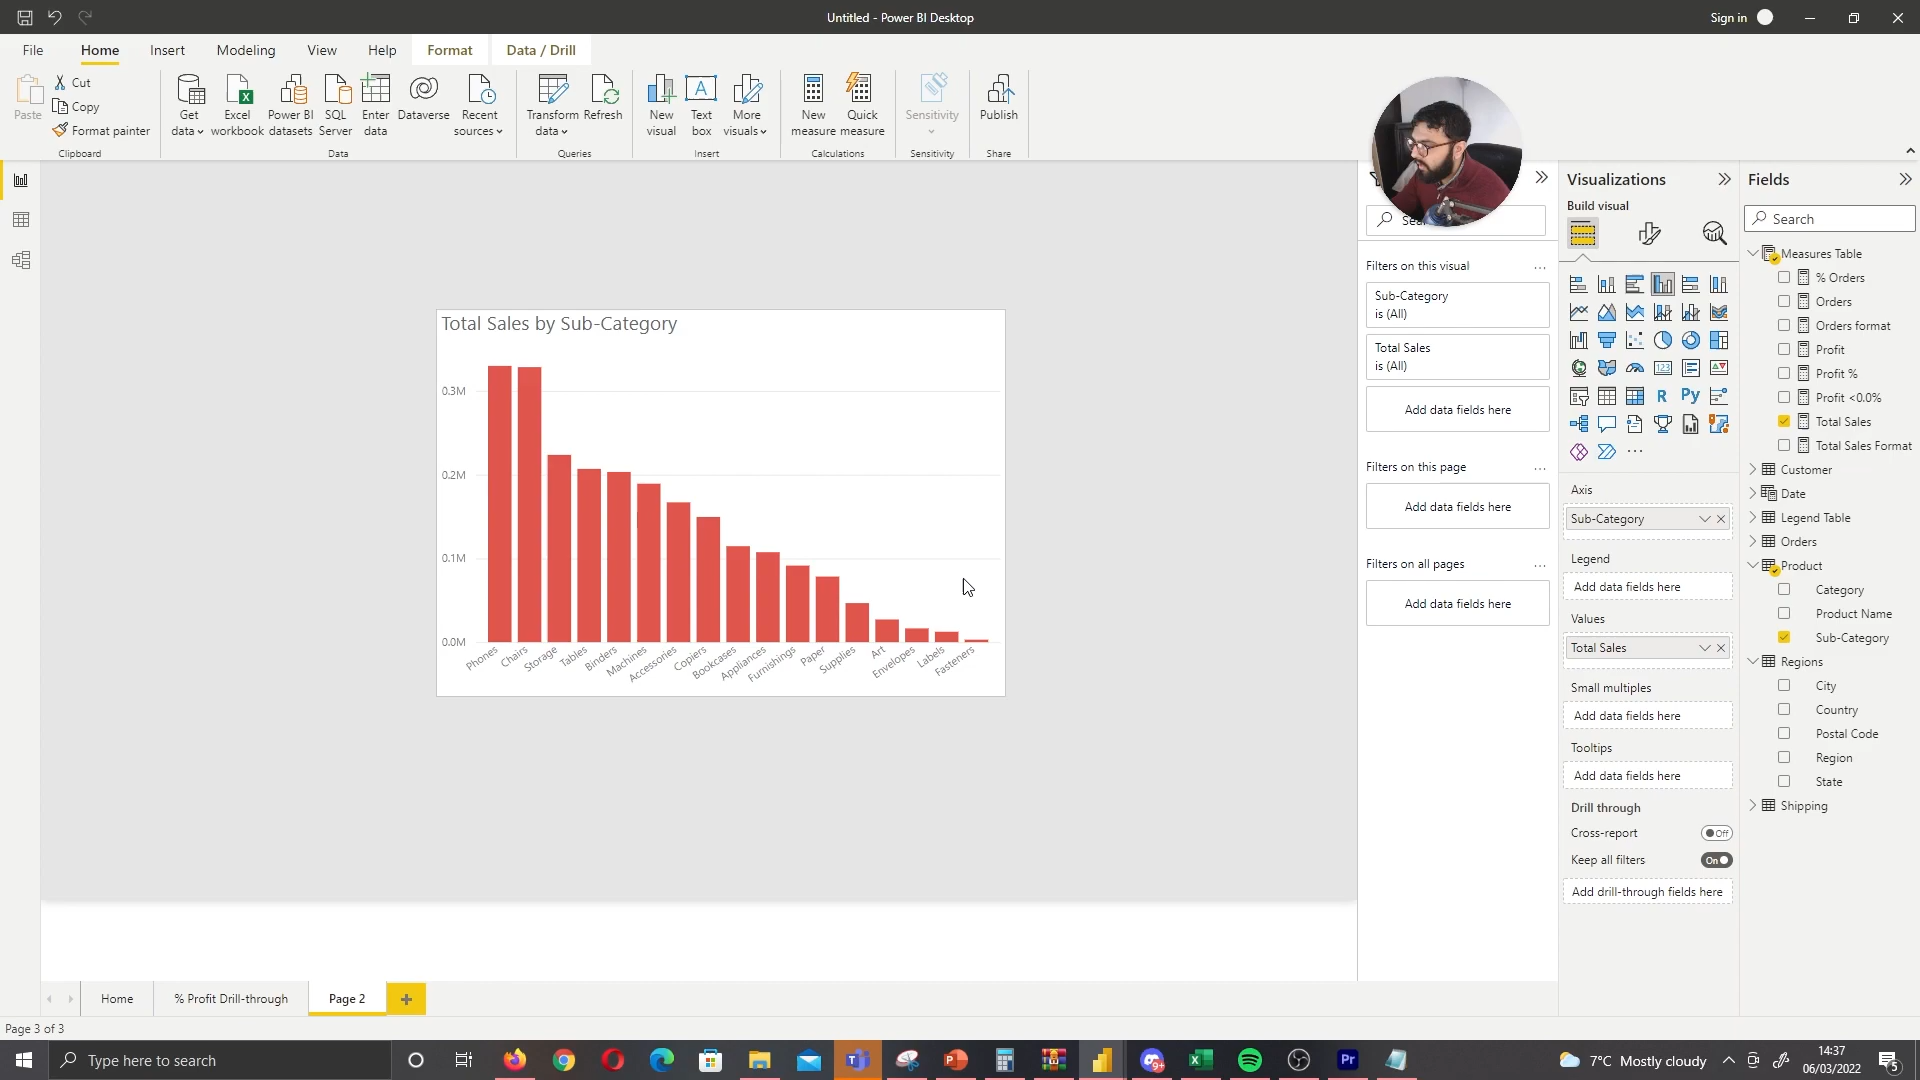 Untitled - Power BI Desktop
Sign in
File
Home
Insert
Modeling
View
Help
Format
Data / Drill
Paste
Cut
Copy
Format painter
Clipboard
Get data
Excel workbook
Power BI datasets
SQL Server
Enter data
Dataverse
Recent sources
Data
Transform data
Refresh
Queries
New visual
Text box
More visuals
Insert
New measure
Quick measure
Calculations
Sensitivity
Sensitivity
Publish
Share
Total Sales by Sub-Category
0.3M
0.2M
0.1M
0.0M
Phones
Chairs
Storage
Tables
Binders
Machines
Accessories
Copiers
Bookcases
Appliances
Furnishings
Paper
Supplies
Art
Envelopes
Labels
Fasteners
Filters on this visual
Sub-Category
is (All)
Total Sales
is (All)
Add data fields here
Filters on this page
Add data fields here
Filters on all pages
Add data fields here
Visualizations
Build visual
123
R
Py
Axis
Sub-Category
Legend
Add data fields here
Values
Total Sales
Small multiples
Add data fields here
Tooltips
Add data fields here
Drill through
Cross-report
Off
Keep all filters
On
Add drill-through fields here
Fields
Search
Measures Table
% Orders
Orders
Orders format
Profit
Profit %
Profit <0.0%
Total Sales
Total Sales Format
Customer
Date
Legend Table
Orders
Product
Category
Product Name
Sub-Category
Regions
City
Country
Postal Code
Region
State
Shipping
Home
% Profit Drill-through
Page 2
Page 3 of 3
Type here to search
7°C Mostly cloudy
14:37
06/03/2022
5